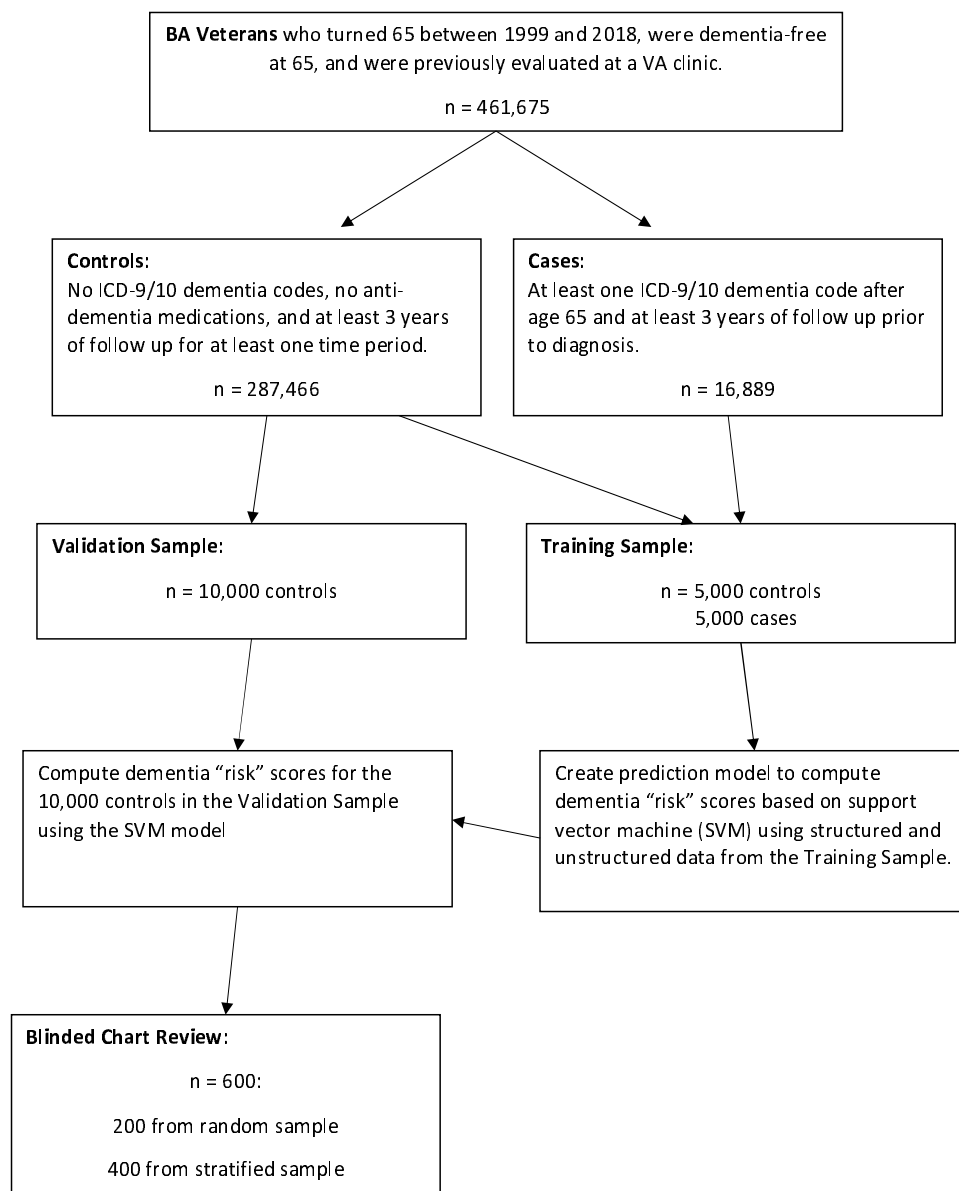 BA Veterans who turned 65 between 1999 and 2018, were dementia-free
at 65, and were previously evaluated at a VA clinic.
n = 461,675
Controls:
No ICD-9/10 dementia codes, no anti-
dementia medications, and at least 3 years
of follow up for at least one time period.
n = 287,466
Cases:
At least one ICD-9/10 dementia code after
age 65 and at least 3 years of follow up prior
to diagnosis.
n = 16,889
Validation Sample:
n = 10,000 controls
Training Sample:
n = 5,000 controls
5,000 cases
Compute dementia “risk” scores for the
10,000 controls in the Validation Sample
using the SVM model
Create prediction model to compute
dementia “risk” scores based on support
vector machine (SVM) using structured and
unstructured data from the Training Sample.
Blinded Chart Review:
n = 600:
200 from random sample
400 from stratified sample